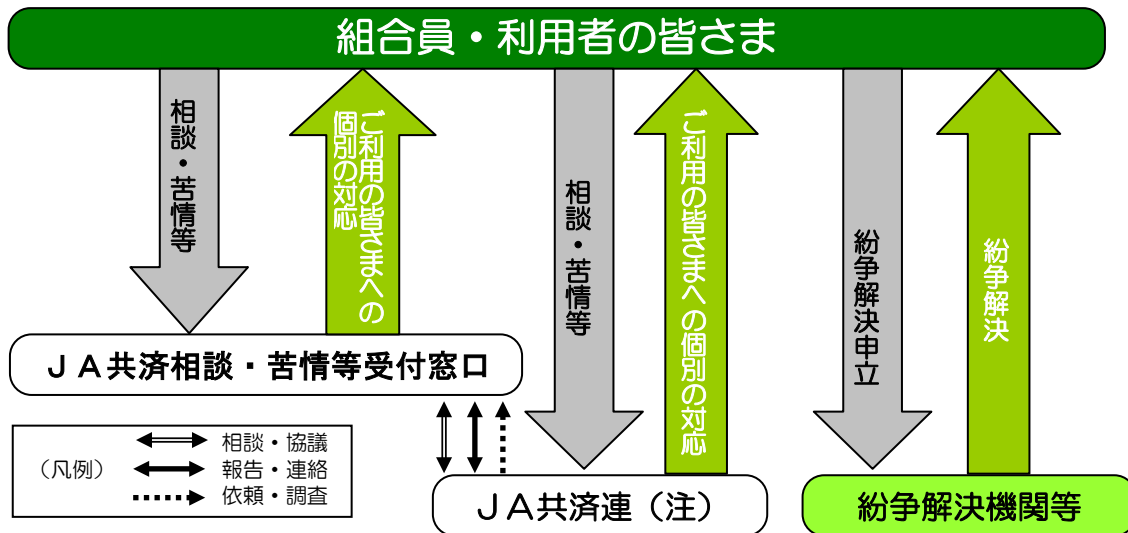 組合員・利用者の皆さま
相談・苦情等
ご利用の皆さまへの
個別の対応
相談・苦情等
ご利用の皆さまへの個別の対応
紛争解決申立
紛争解決
JA共済相談・苦情等受付窓口
(凡例)
相談・協議
報告・連絡
依頼・調査
JA共済連(注)
紛争解決機関等